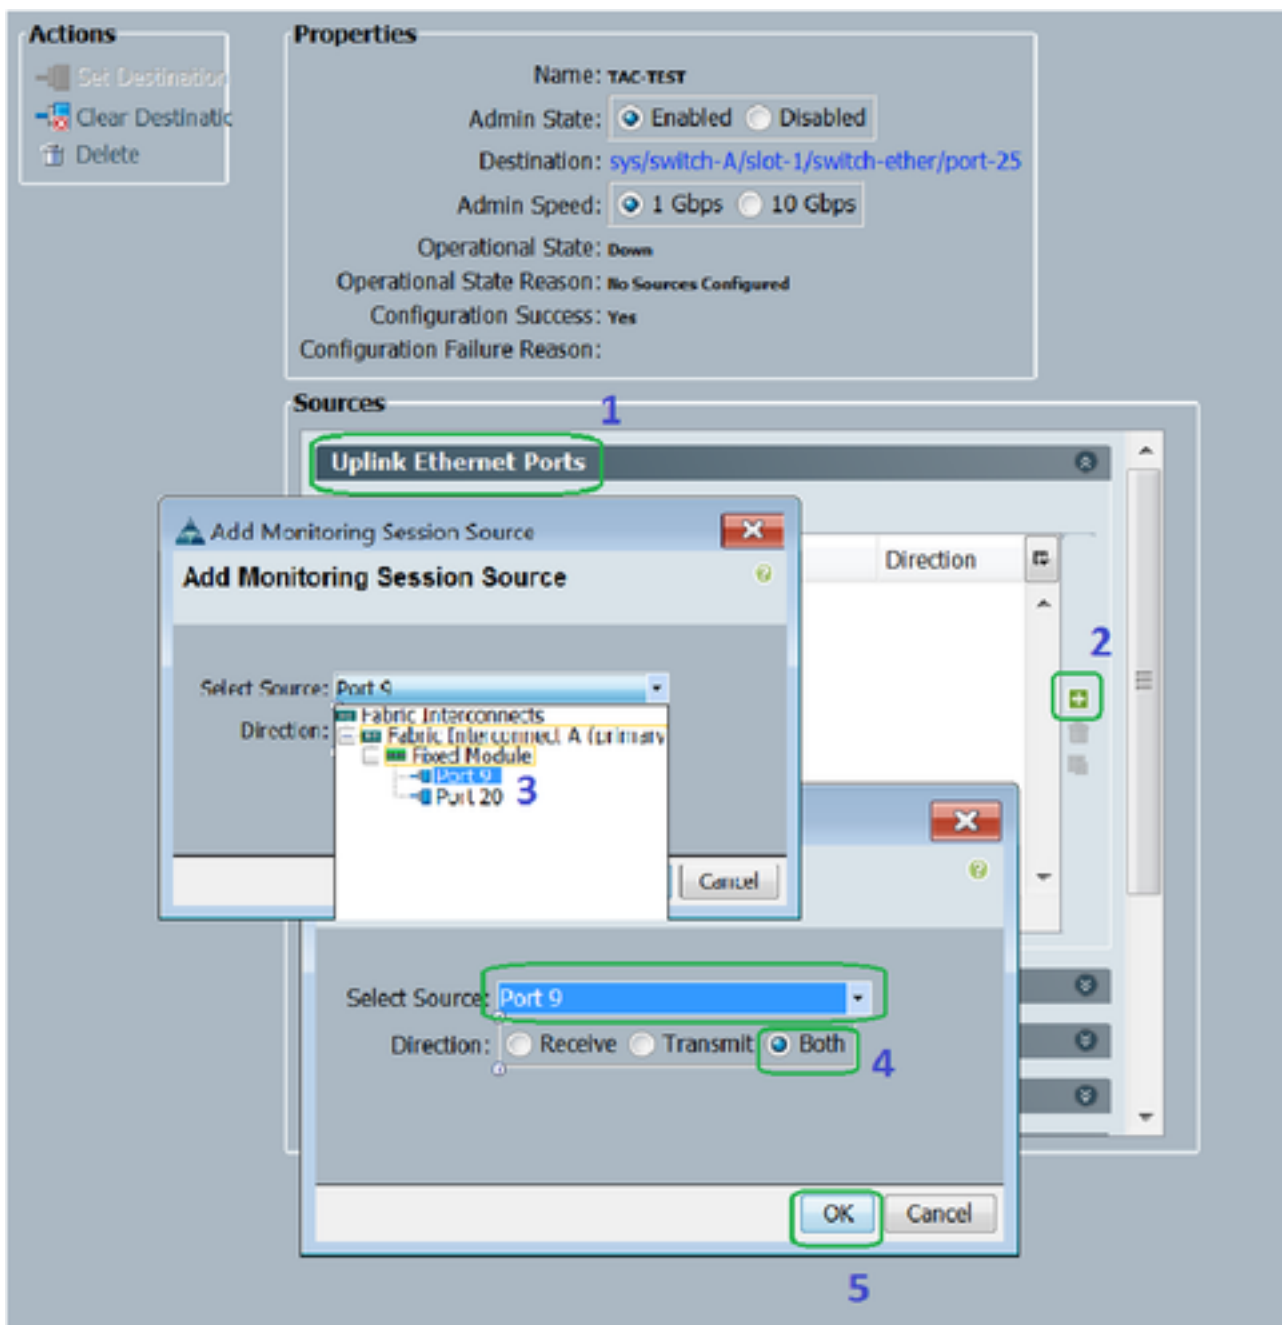 Actions
Set Destination
Clear Destinatic
Delete
Properties
Name: TAC-TEST
Admin State: Enabled Disabled
Destination: sys/switch-A/slot-1/switch-ether/port-25
Admin Speed: 1 Gbps 10 Gbps
Operational State: Down
Operational State Reason: No Sources Configured
Configuration Success: Yes
Configuration Failure Reason:
Sources
1
Uplink Ethernet Ports
Add Monitoring Session Source
Add Monitoring Session Source
Direction
2
Select Source: Port 9
Direction:
Fabric Interconnects
Fabric Interconnect A (primary
Fixed Module
Port 9
Port 20
3
Cancel
Select Source: Port 9
Direction: Receive Transmit Both
4
OK
Cancel
5